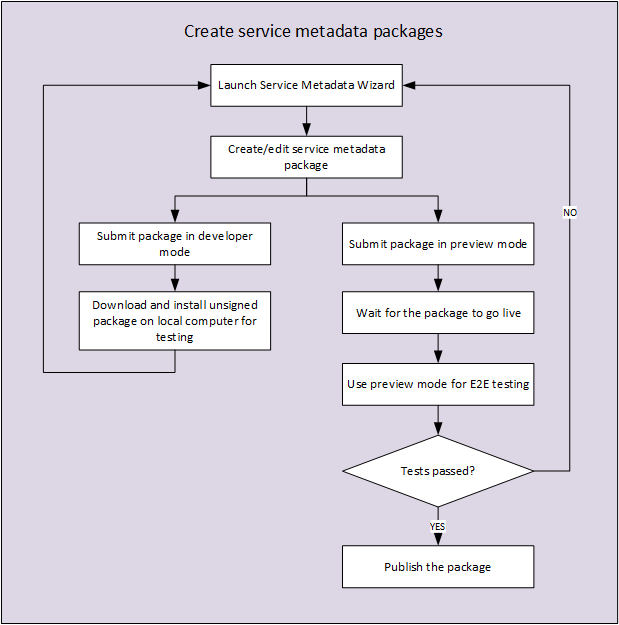 Create service metadata packages
Launch Service Metadata Wizard
Create/edit service metadata
package
NO
Submit package in developer
mode
Submit package in preview mode
Download and install unsigned
package on local computer for
testing
Wait for the package to go live
Use preview mode for E2E testing
Tests passed?
YES
Publish the package